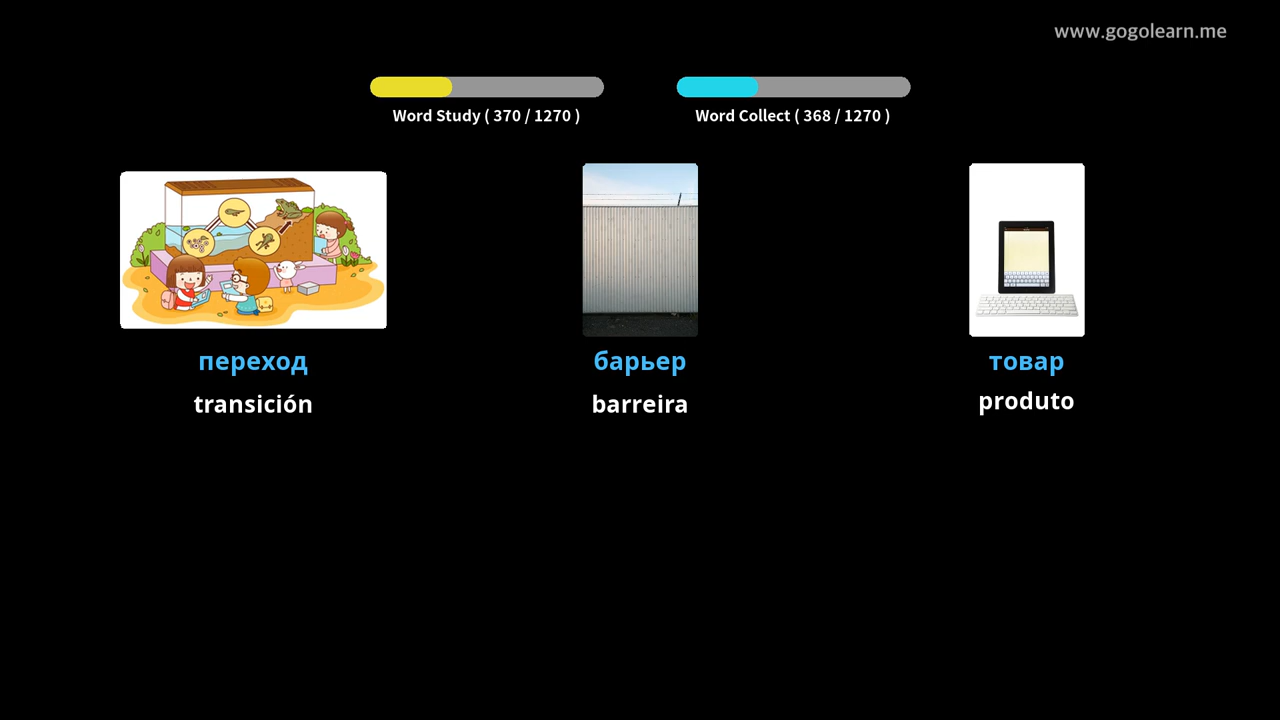 www.gogolearn.me
Word Study ( 370 / 1270 )
Word Collect ( 368 / 1270 )
переход
барьер
товар
transición
barreira
produto